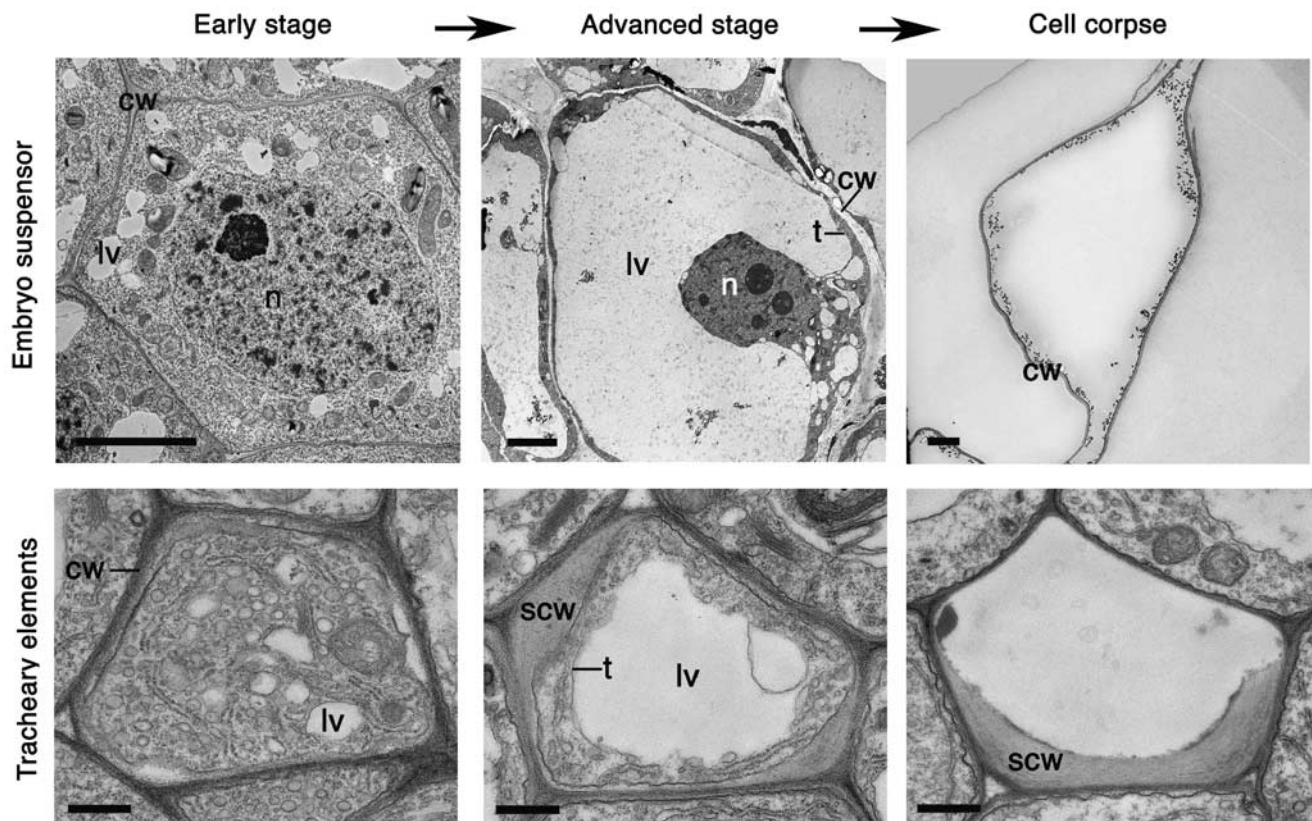 Early stage
Advanced stage
Cell corpse
Embryo suspensor
cw
lv
n
cw
t
lv
n
cw
Tracheary elements
cw
lv
scw
t
lv
scw